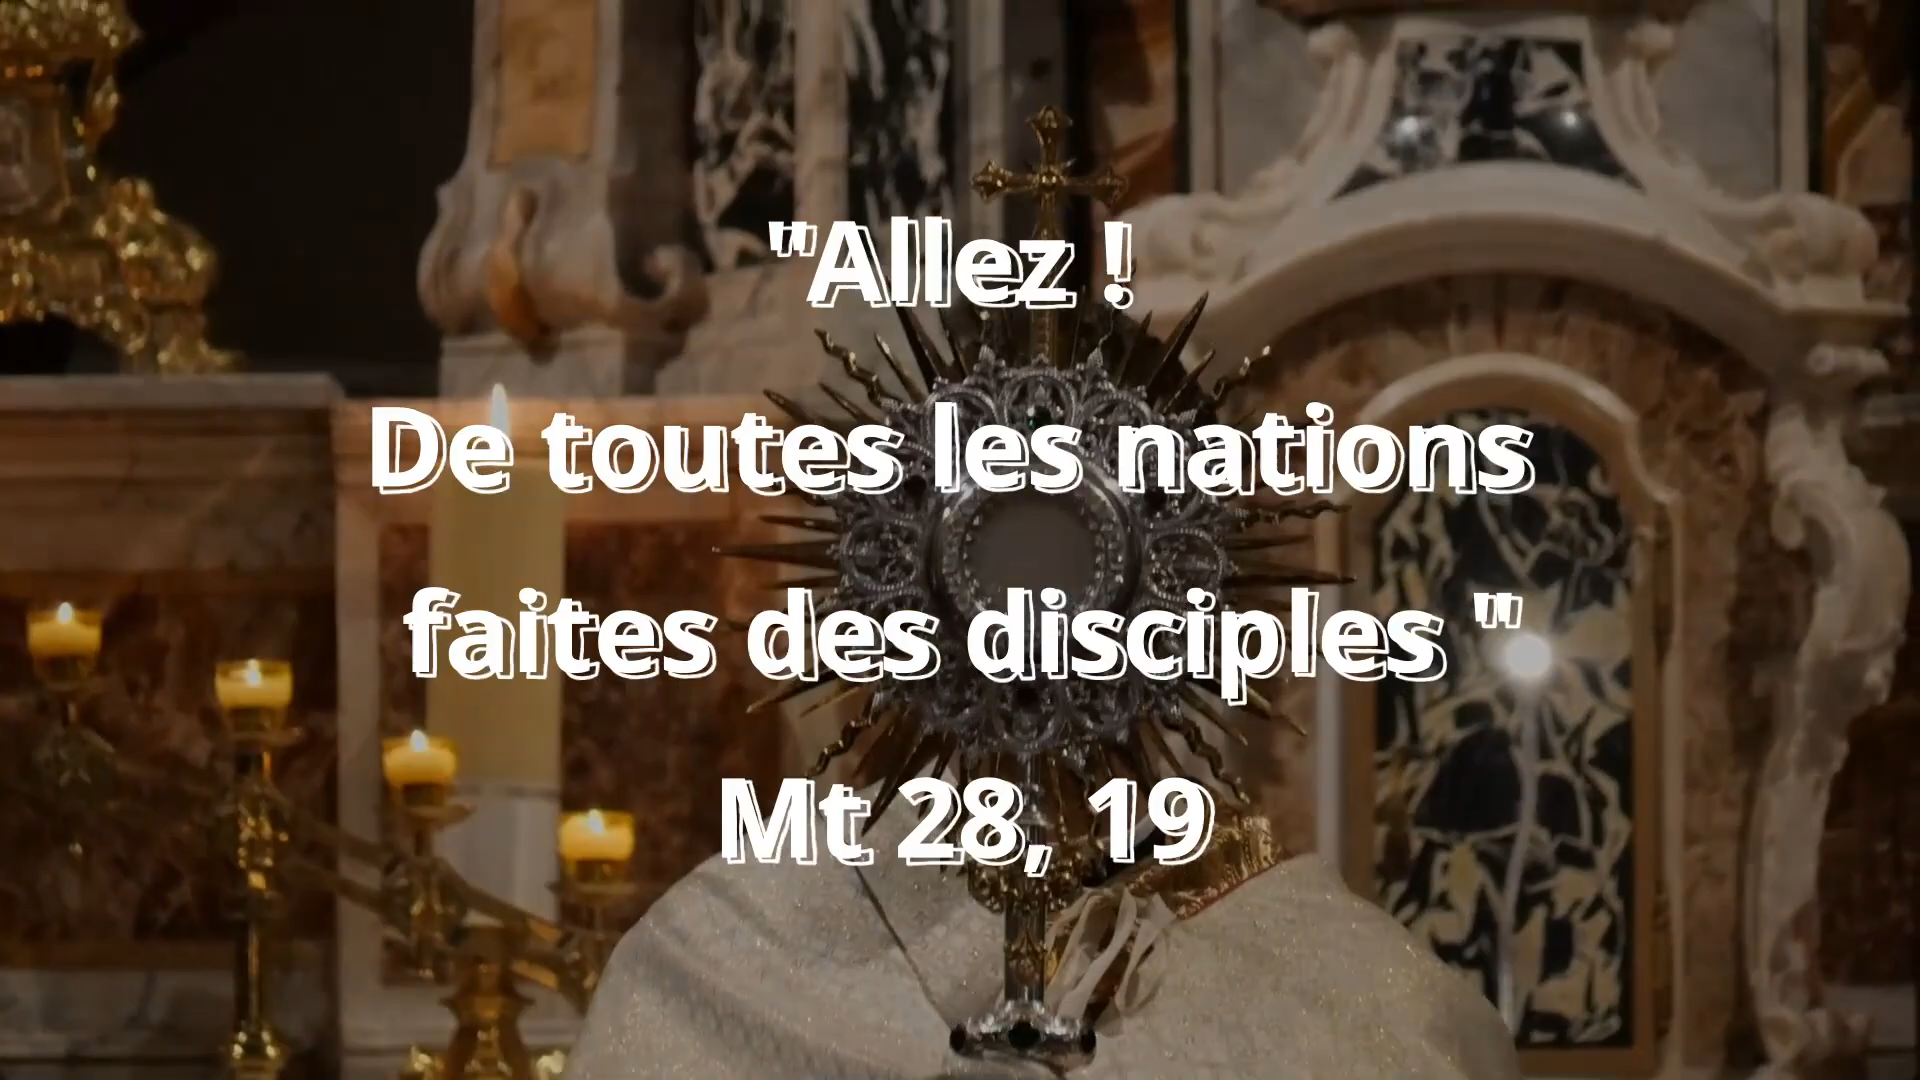 "Allez !
De toutes les nations
faites des disciples "
Mt 28, 19